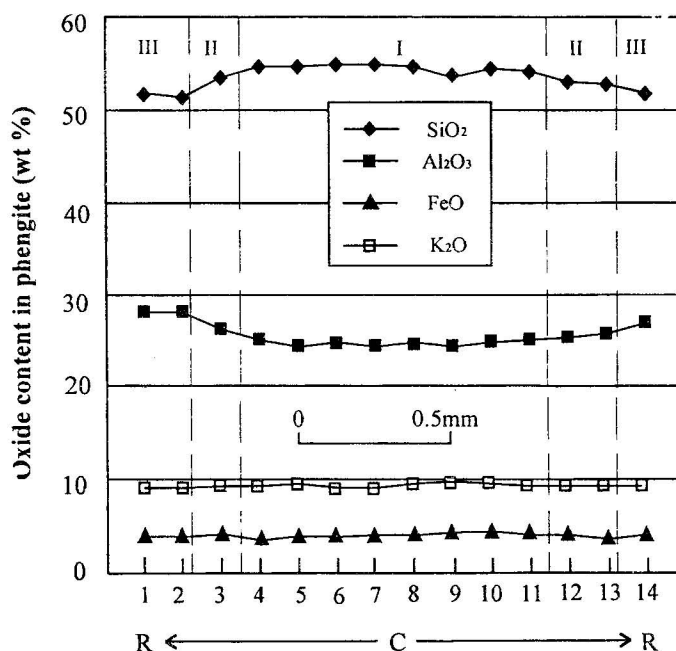 Oxide content in phengite (wt %)
60
50
40
30
20
10
0
III II I II III
SiO₂
Al₂O₃
FeO
K₂O
0 0.5mm
1 2 3 4 5 6 7 8 9 10 11 12 13 14
R C R